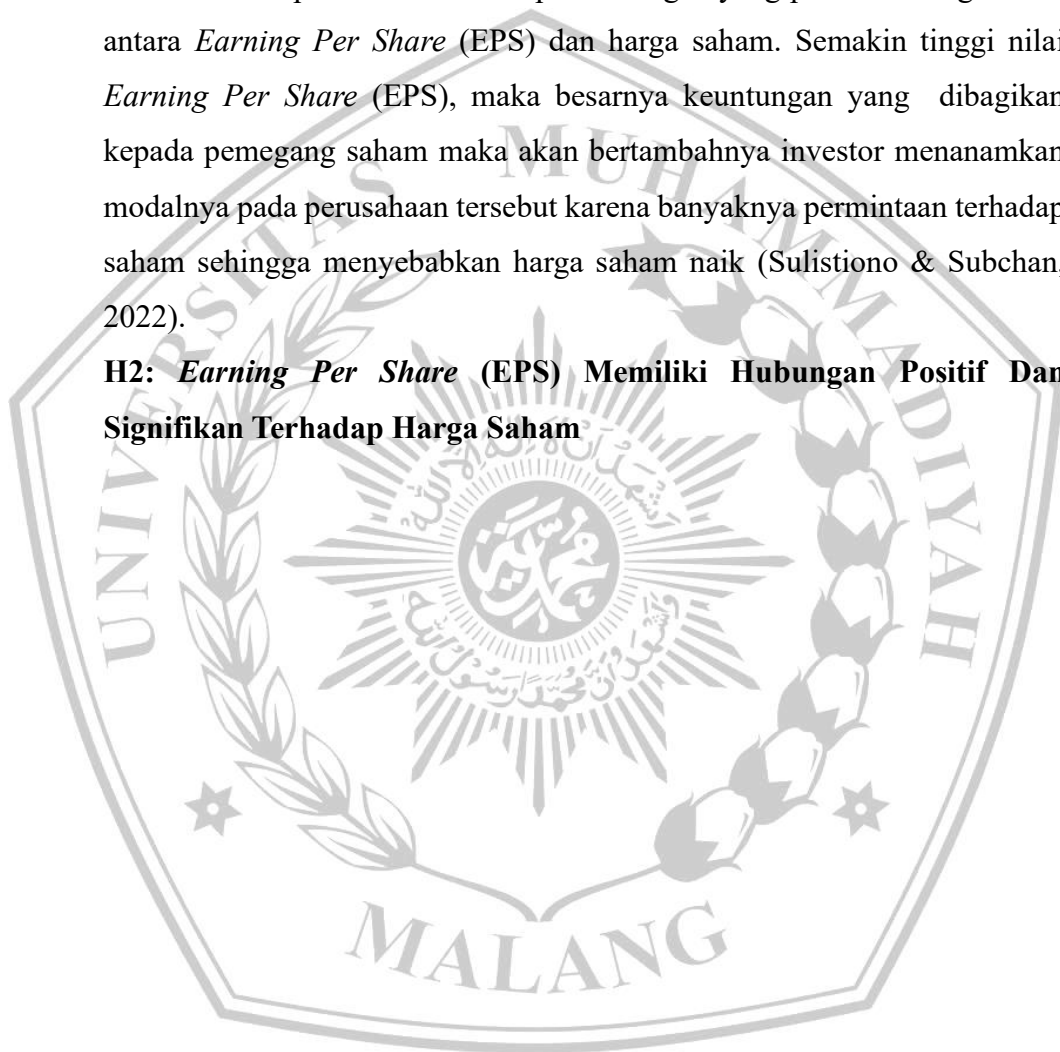 antara Earning Per Share (EPS) dan harga saham. Semakin tinggi nilai
Earning Per Share (EPS), maka besarnya keuntungan yang dibagikan
kepada pemegang saham maka akan bertambahnya investor menanamkan
modalnya pada perusahaan tersebut karena banyaknya permintaan terhadap
saham sehingga menyebabkan harga saham naik (Sulistiono & Subchan,
2022).
H2: Earning Per Share (EPS) Memiliki Hubungan Positif Dan
Signifikan Terhadap Harga Saham
UNIVERSITAS MUHAMMADIYAH
MALANG